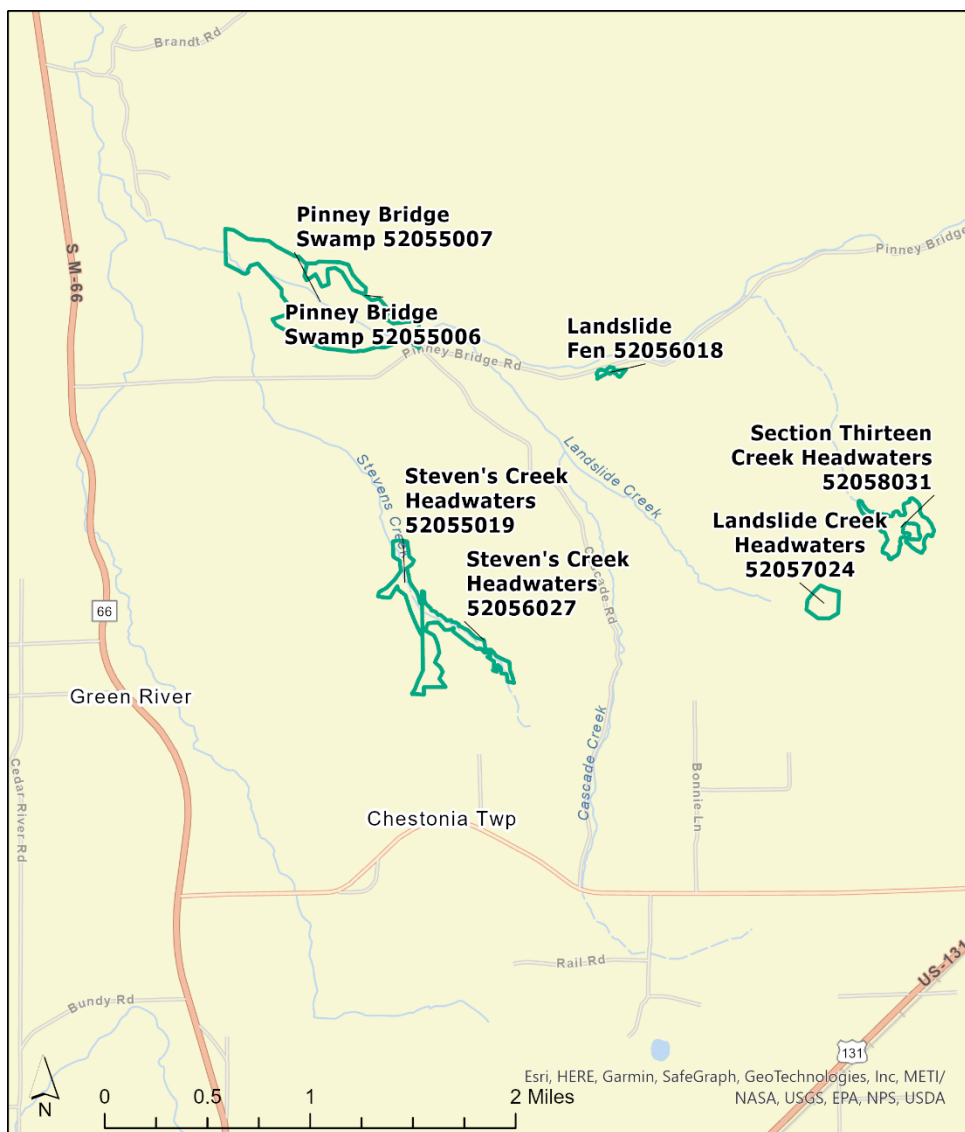 Brandt Rd
Pinney Bridge
Swamp 52055007
S M-66
Pinney Bridge
Pinney Bridge
Swamp 52055006
Landslide
Fen 52056018
Pinney Bridge Rd
Section Thirteen
Creek Headwaters
52058031
Stevens Creek
Steven's Creek
Headwaters
52055019
Landslide Creek
Landslide Creek
Headwaters
52057024
Steven's Creek
Headwaters
52056027
Cascade Rd
66
Green River
Cedar River Rd
Cascade Creek
Bonnie Ln
Chestonia Twp
Rail Rd
US-131
Bundy Rd
131
N
0 0.5 1 2 Miles
Esri, HERE, Garmin, SafeGraph, GeoTechnologies, Inc, METI/
NASA, USGS, EPA, NPS, USDA